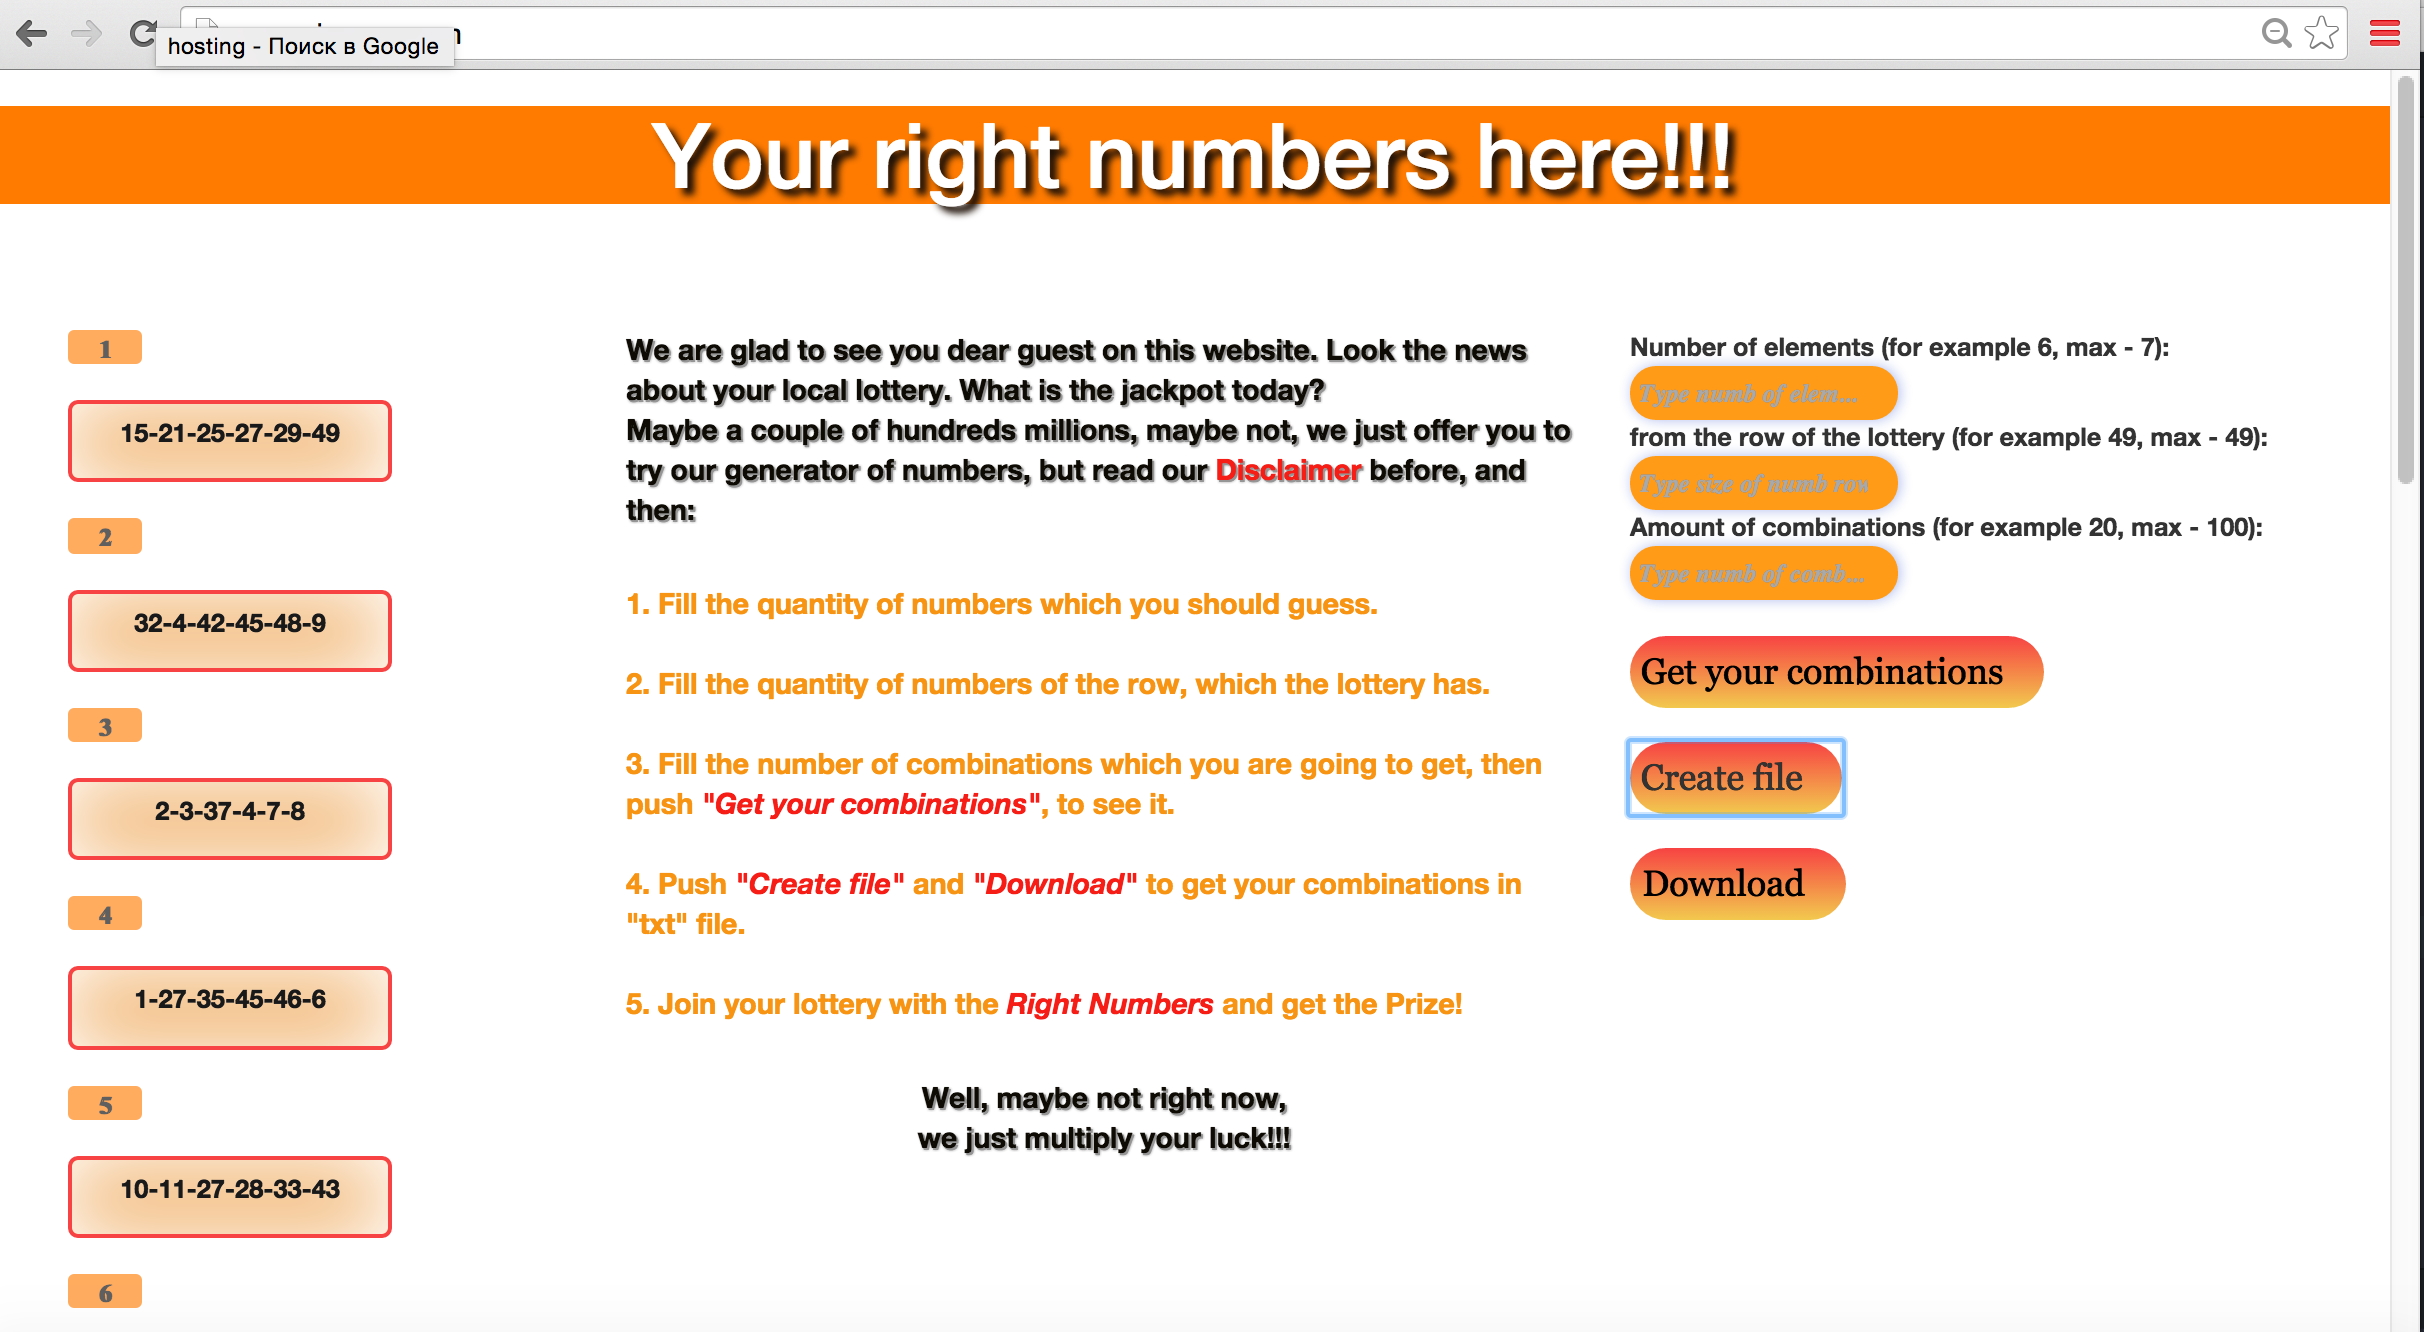 hosting - Поиск в Google
Your right numbers here!!!
1
15-21-25-27-29-49
2
32-4-42-45-48-9
3
2-3-37-4-7-8
4
1-27-35-45-46-6
5
10-11-27-28-33-43
6
We are glad to see you dear guest on this website. Look the news
about your local lottery. What is the jackpot today?
Maybe a couple of hundreds millions, maybe not, we just offer you to
try our generator of numbers, but read our Disclaimer before, and
then:
1. Fill the quantity of numbers which you should guess.
2. Fill the quantity of numbers of the row, which the lottery has.
3. Fill the number of combinations which you are going to get, then
push "Get your combinations", to see it.
4. Push "Create file" and "Download" to get your combinations in
"txt" file.
5. Join your lottery with the Right Numbers and get the Prize!
Well, maybe not right now,
we just multiply your luck!!!
Number of elements (for example 6, max - 7):
Type numb of elem...
from the row of the lottery (for example 49, max - 49):
Type size of numb row
Amount of combinations (for example 20, max - 100):
Type numb of comb...
Get your combinations
Create file
Download